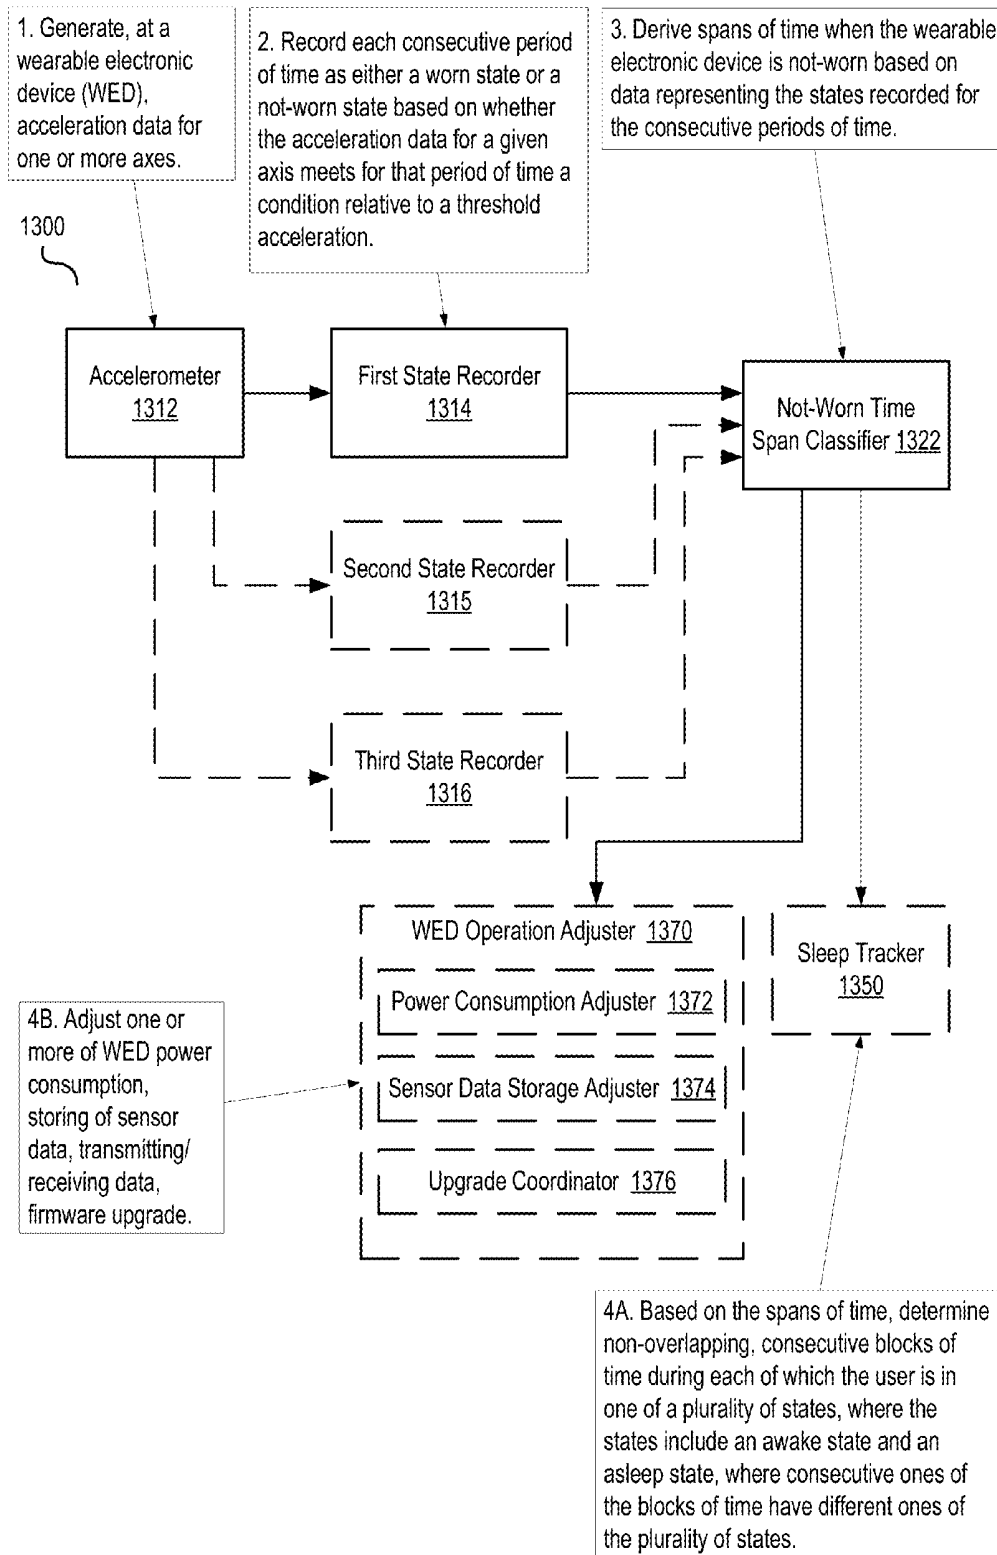 1. Generate, at a
wearable electronic
device (WED),
acceleration data for
one or more axes.
2. Record each consecutive period
of time as either a worn state or a
not-worn state based on whether
the acceleration data for a given
axis meets for that period of time a
condition relative to a threshold
acceleration.
3. Derive spans of time when the wearable
electronic device is not-worn based on
data representing the states recorded for
the consecutive periods of time.
1300
Accelerometer
1312
First State Recorder
1314
Not-Worn Time
Span Classifier 1322
Second State Recorder
1315
Third State Recorder
1316
WED Operation Adjuster 1370
Power Consumption Adjuster 1372
Sensor Data Storage Adjuster 1374
Upgrade Coordinator 1376
Sleep Tracker
1350
4B. Adjust one or
more of WED power
consumption,
storing of sensor
data, transmitting/
receiving data,
firmware upgrade.
4A. Based on the spans of time, determine
non-overlapping, consecutive blocks of
time during each of which the user is in
one of a plurality of states, where the
states include an awake state and an
asleep state, where consecutive ones of
the blocks of time have different ones of
the plurality of states.